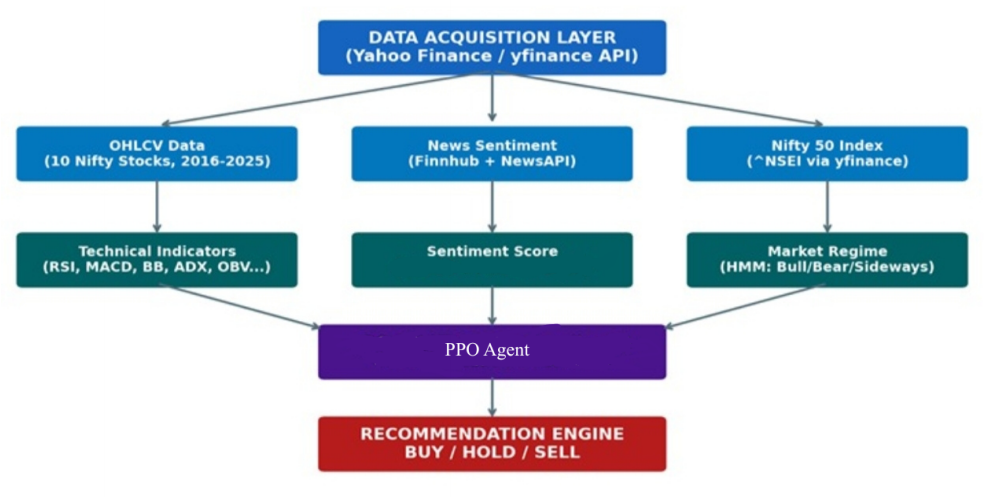 DATA ACQUISITION LAYER
(Yahoo Finance / yfinance API)
OHLCV Data
(10 Nifty Stocks, 2016-2025)
News Sentiment
(Finnhub + NewsAPI)
Nifty 50 Index
(^NSEI via yfinance)
Technical Indicators
(RSI, MACD, BB, ADX, OBV...)
Sentiment Score
Market Regime
(HMM: Bull/Bear/Sideways)
PPO Agent
RECOMMENDATION ENGINE
BUY / HOLD / SELL